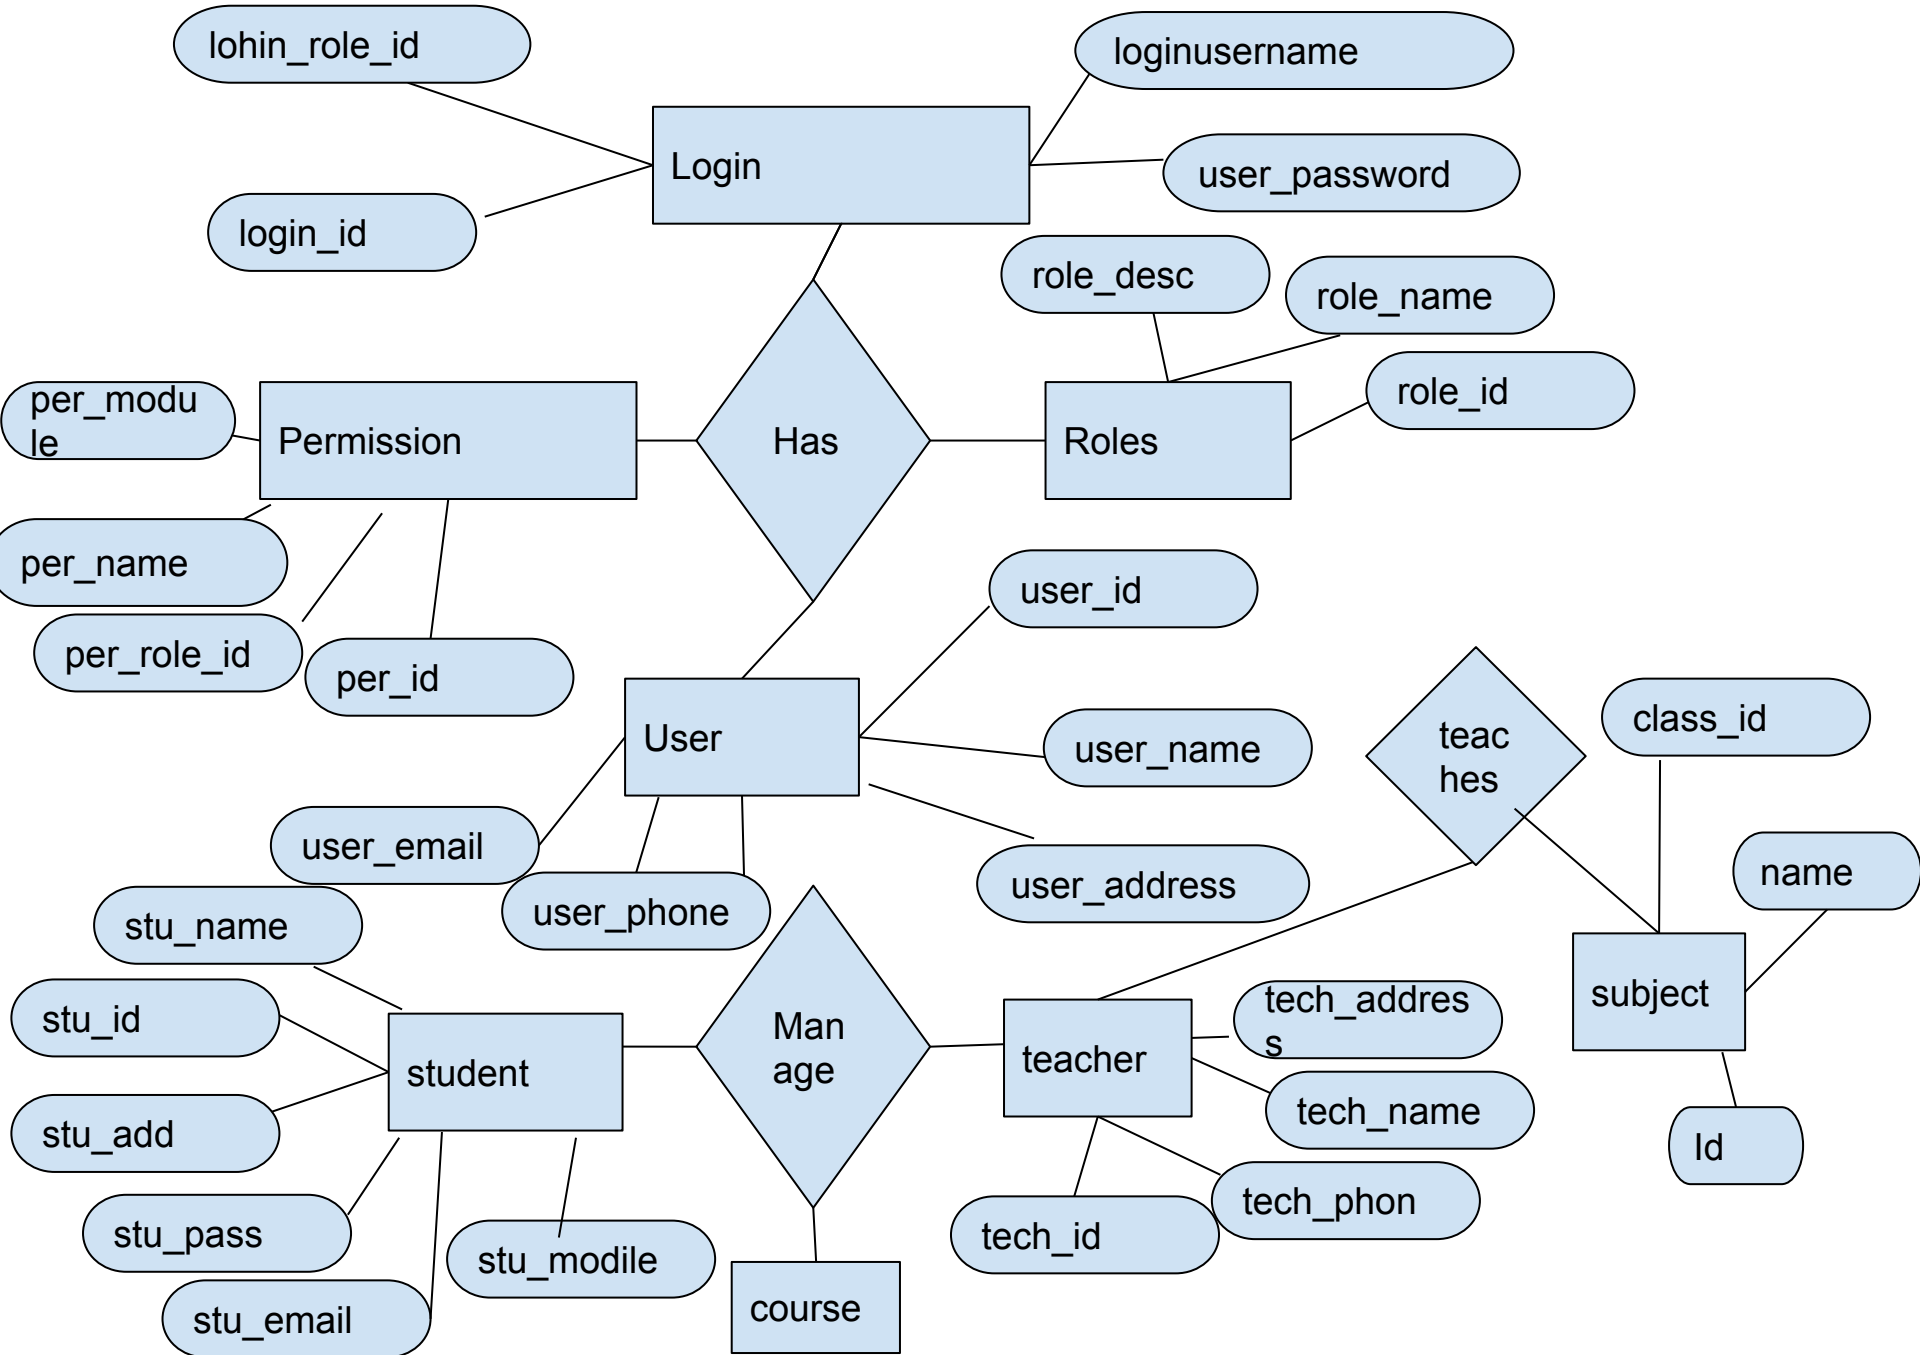 lohin_role_id
loginusername
Login
user_password
login_id
role_desc
role_name
role_id
per_modu
le
Permission
Has
Roles
per_name
user_id
per_role_id
per_id
User
user_name
teac
hes
class_id
user_email
user_phone
user_address
name
stu_name
stu_id
student
Man
age
teacher
tech_addres
s
subject
stu_add
tech_name
Id
stu_pass
stu_modile
tech_id
tech_phon
stu_email
course